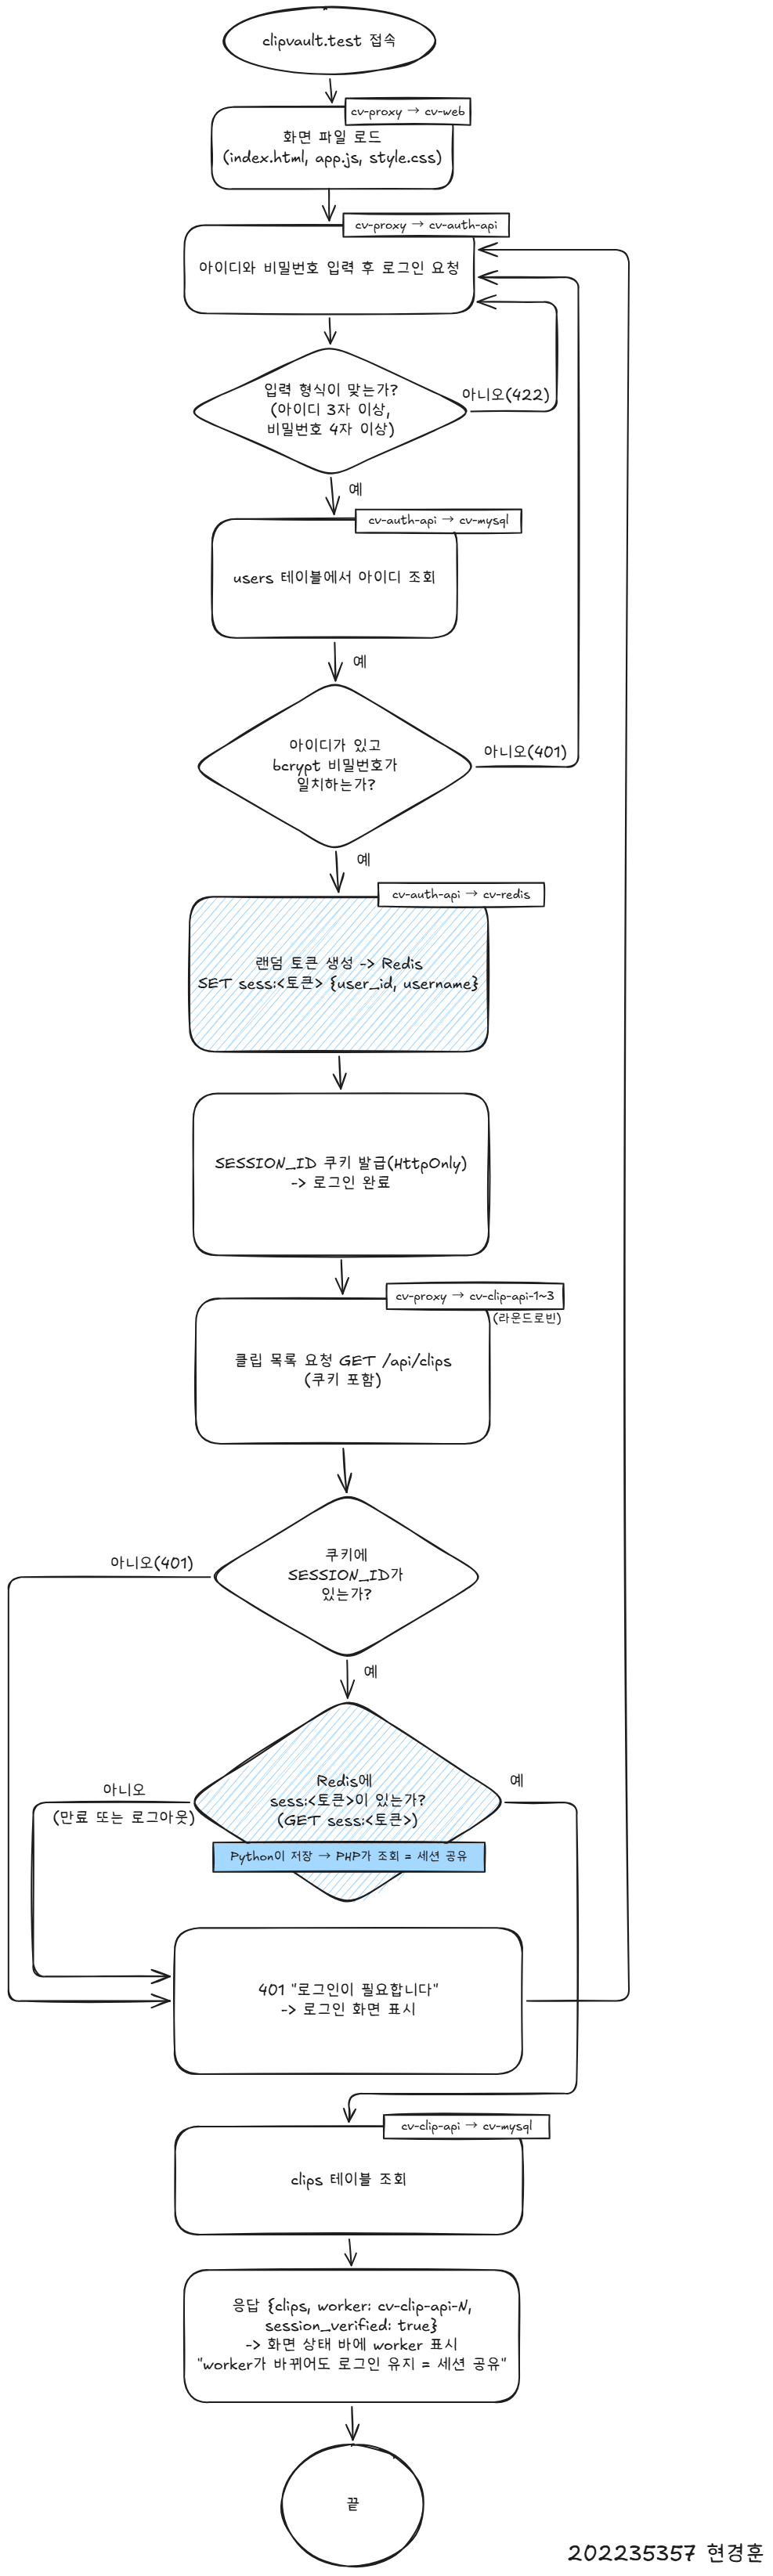 clipvault.test 접속
cv-proxy → cv-web
화면 파일 로드
(index.html, app.js, style.css)
cv-proxy → cv-auth-api
아이디와 비밀번호 입력 후 로그인 요청
입력 형식이 맞는가?
(아이디 3자 이상,
비밀번호 4자 이상)
아니오(422)
예
cv-auth-api → cv-mysql
users 테이블에서 아이디 조회
예
아이디가 있고
bcrypt 비밀번호가
일치하는가?
아니오(401)
예
cv-auth-api → cv-redis
랜덤 토큰 생성 -> Redis
SET sess:<토큰> {user_id, username}
SESSION_ID 쿠키 발급(HttpOnly)
-> 로그인 완료
cv-proxy → cv-clip-api-1~3
(라운드로빈)
클립 목록 요청 GET /api/clips
(쿠키 포함)
쿠키에
SESSION_ID가
있는가?
아니오(401)
예
Redis에
sess:<토큰>이 있는가?
(GET sess:<토큰>)
아니오
(만료 또는 로그아웃)
예
Python이 저장 → PHP가 조회 = 세션 공유
401 "로그인이 필요합니다"
-> 로그인 화면 표시
cv-clip-api → cv-mysql
clips 테이블 조회
응답 {clips, worker: cv-clip-api-N,
session_verified: true}
-> 화면 상태 바에 worker 표시
"worker가 바뀌어도 로그인 유지 = 세션 공유"
끝
202235357 현경훈